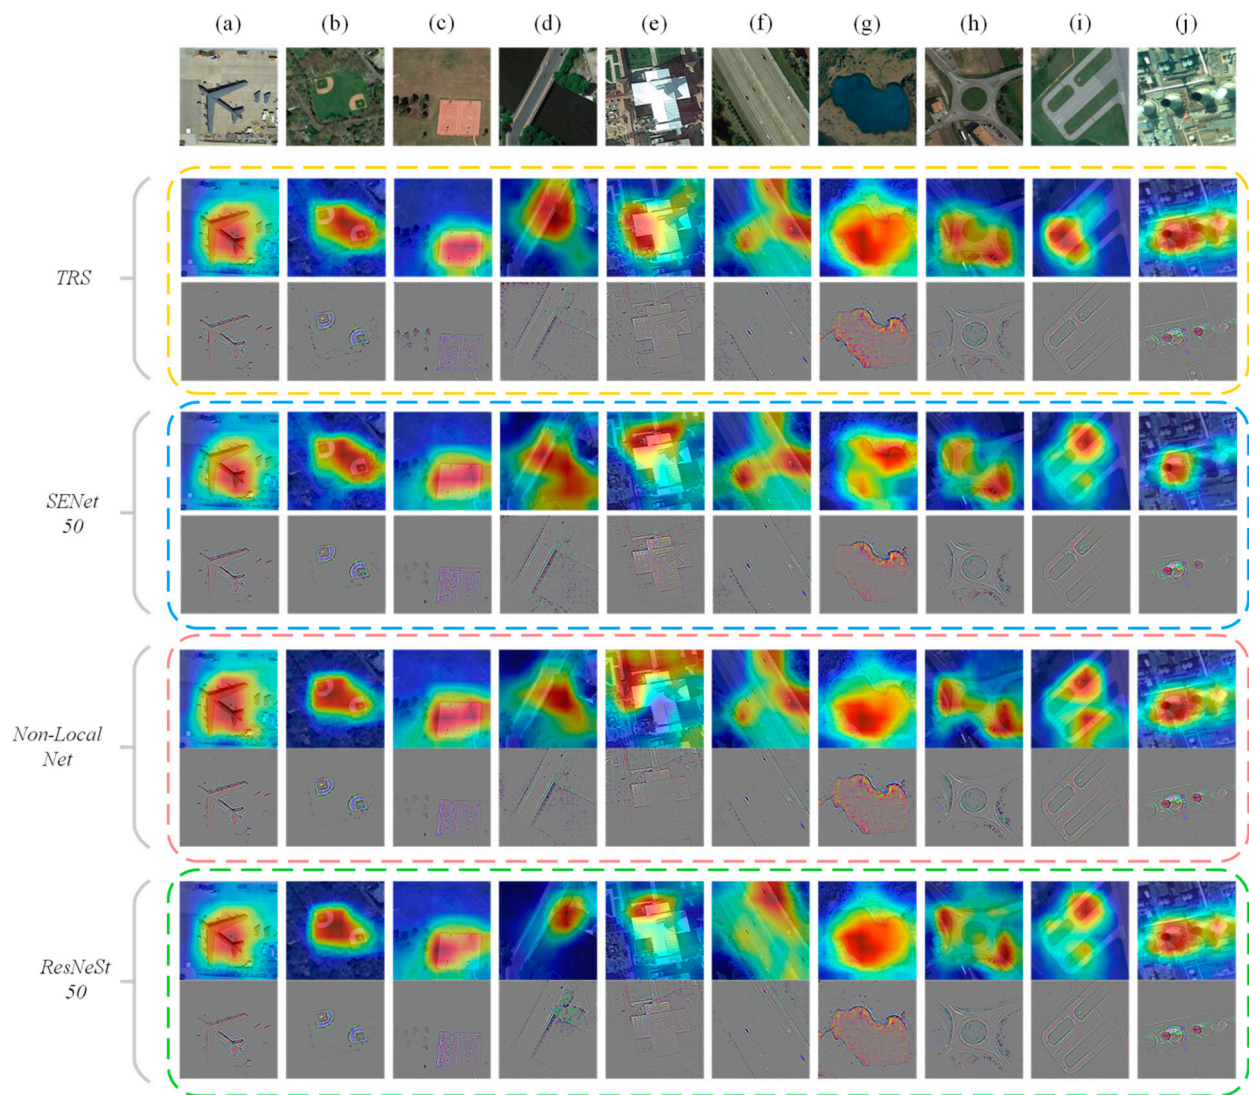 (a) (b) (c) (d) (e) (f) (g) (h) (i) (j)
TRS
SENet
50
Non-Local
Net
ResNeSt
50